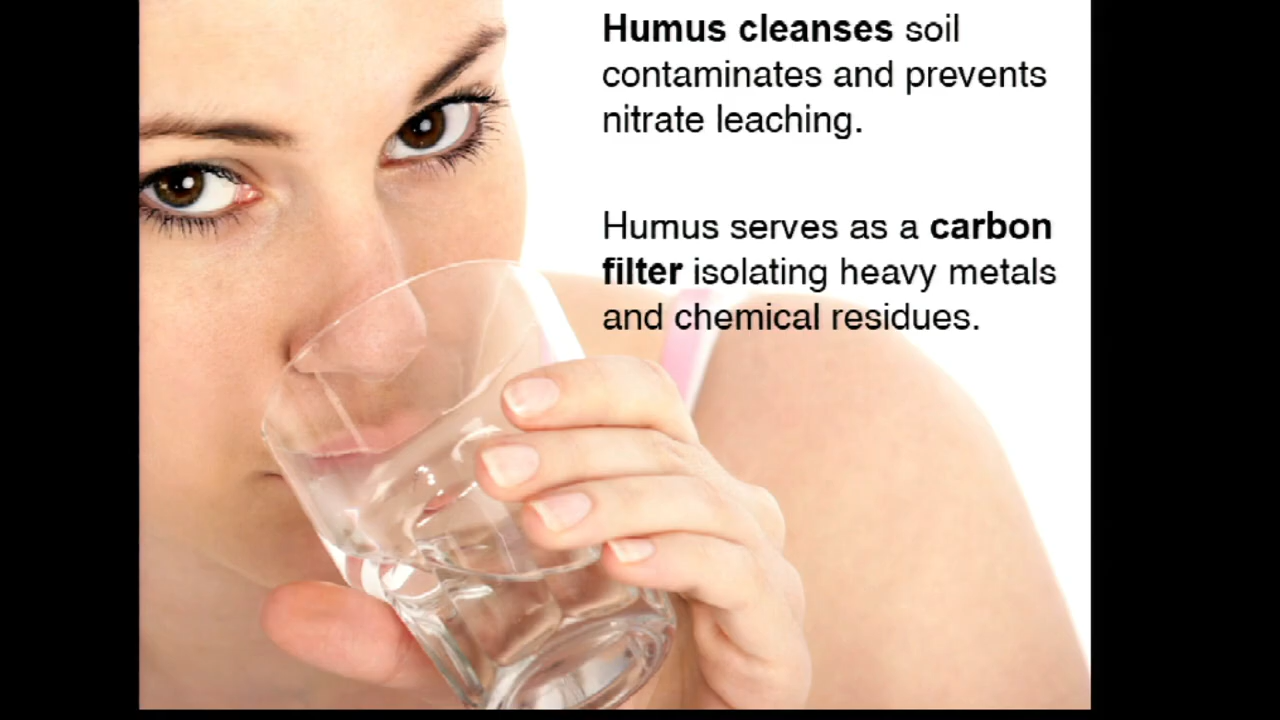 Humus cleanses soil
contaminates and prevents
nitrate leaching.
Humus serves as a carbon
filter isolating heavy metals
and chemical residues.